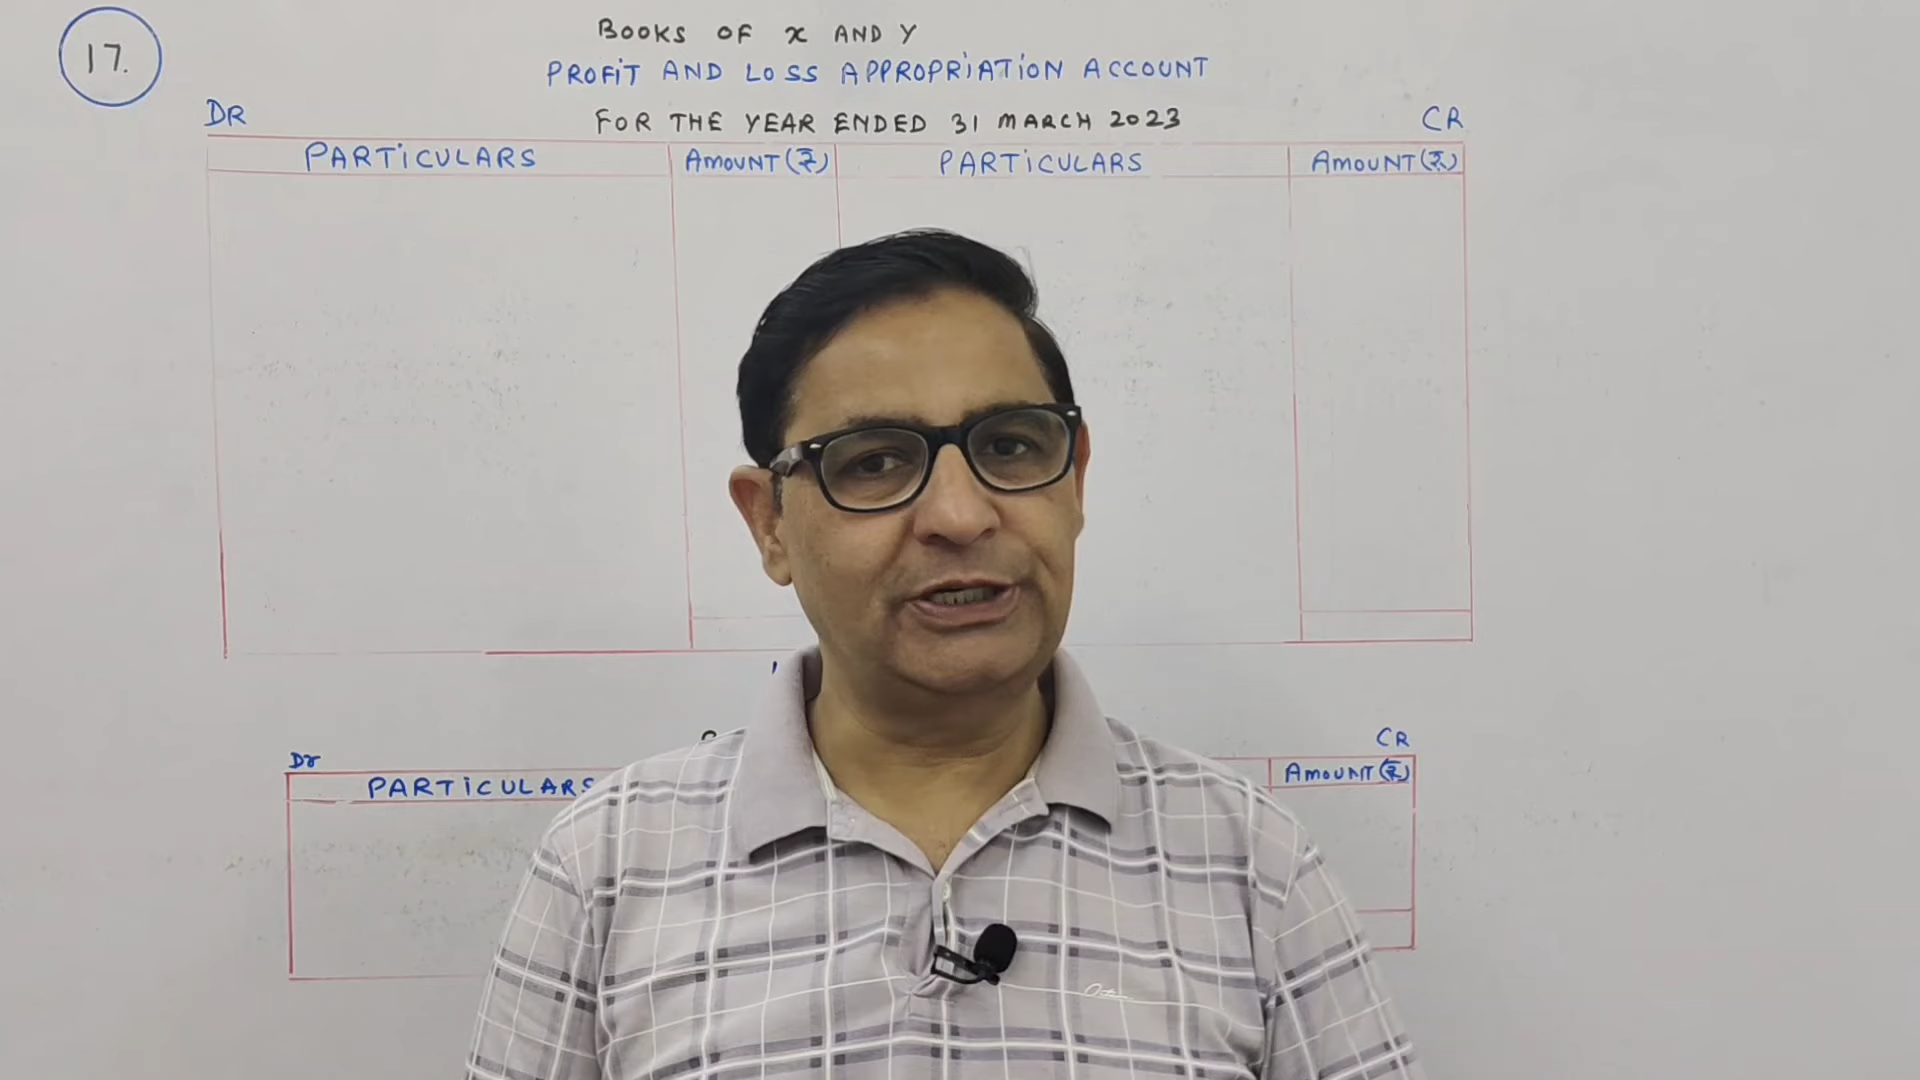 17.
BOOKS OF X AND Y
PROFIT AND LOSS APPROPRIATION ACCOUNT
FOR THE YEAR ENDED 31 MARCH 2023
DR CR
PARTICULARS AMOUNT (₹) PARTICULARS AMOUNT (₹)
Dr CR
PARTICULARS AMOUNT (₹)